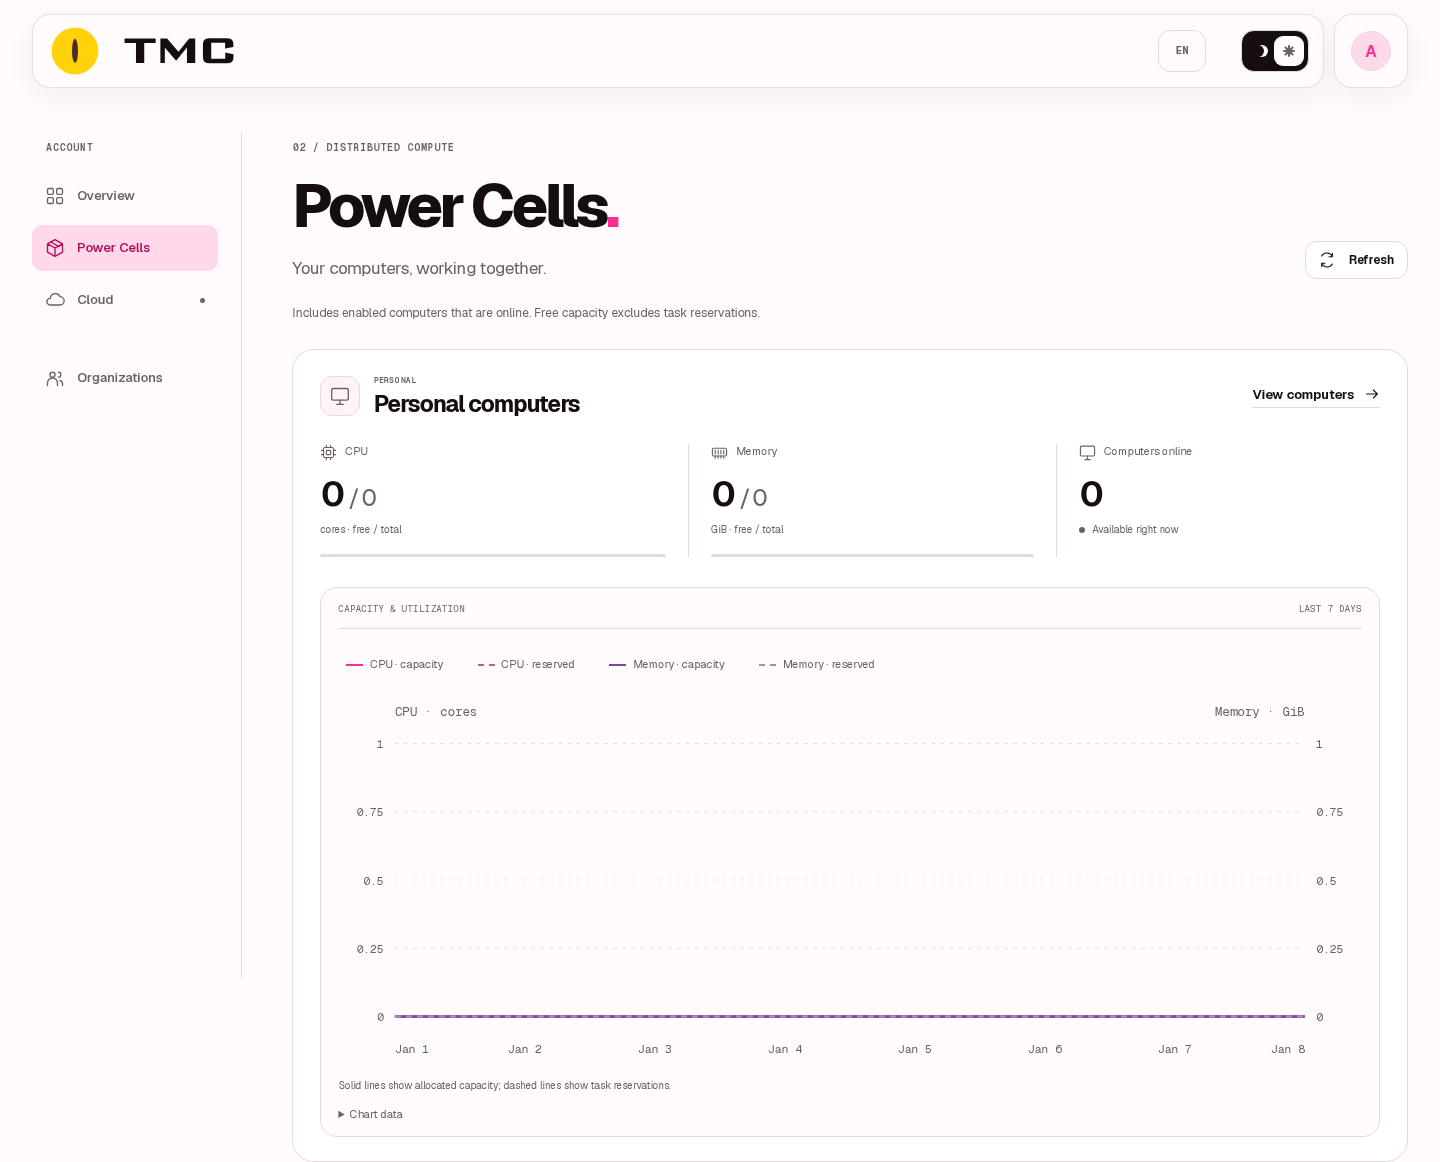 TMC
EN
A
ACCOUNT
Overview
Power Cells
Cloud
Organizations
02 / DISTRIBUTED COMPUTE
Power Cells.
Your computers, working together.
Refresh
Includes enabled computers that are online. Free capacity excludes task reservations.
PERSONAL
Personal computers
View computers
CPU
0 / 0
cores · free / total
Memory
0 / 0
GiB · free / total
Computers online
0
Available right now
CAPACITY & UTILIZATION
LAST 7 DAYS
CPU · capacity
CPU · reserved
Memory · capacity
Memory · reserved
CPU · cores
Memory · GiB
1
1
0.75
0.75
0.5
0.5
0.25
0.25
0
0
Jan 1
Jan 2
Jan 3
Jan 4
Jan 5
Jan 6
Jan 7
Jan 8
Solid lines show allocated capacity; dashed lines show task reservations.
Chart data